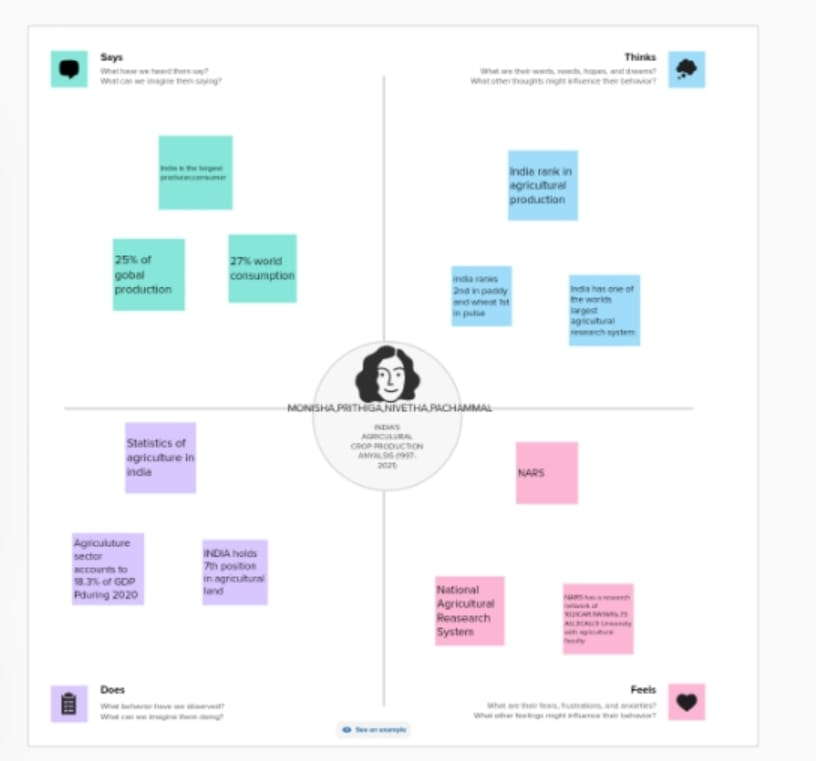 Says
What have we heard them say?
What can we imagine them saying?
Thinks
What are their wants, needs, hopes, and dreams?
What other thoughts might influence their behavior?
India is the largest
producer,consumer
25% of
gobal
production
27% world
consumption
India rank in
agricultural
production
india ranks
2nd in paddy
and wheat 1st
in pulse
India has one of
the worlds
largest
agricultural
research system
MONISHA,PRITHIGA,NIVETHA,PACHAMMAL
INDIA'S
AGRICULURAL
CROP PRODUCTION
ANYALSIS (1997-
2021)
Statistics of
agriculture in
india
Agriculuture
sector
accounts to
18.3% of GDP
Pduring 2020
INDIA holds
7th position
in agricultural
land
NARS
National
Agricultural
Reasearch
System
NARS has a research
network of
University
with agricultural
faculty
Does
What behavior have we observed?
What can we imagine them doing?
Feels
What are their fears, frustrations, and anxieties?
What other feelings might influence their behavior?
See an example